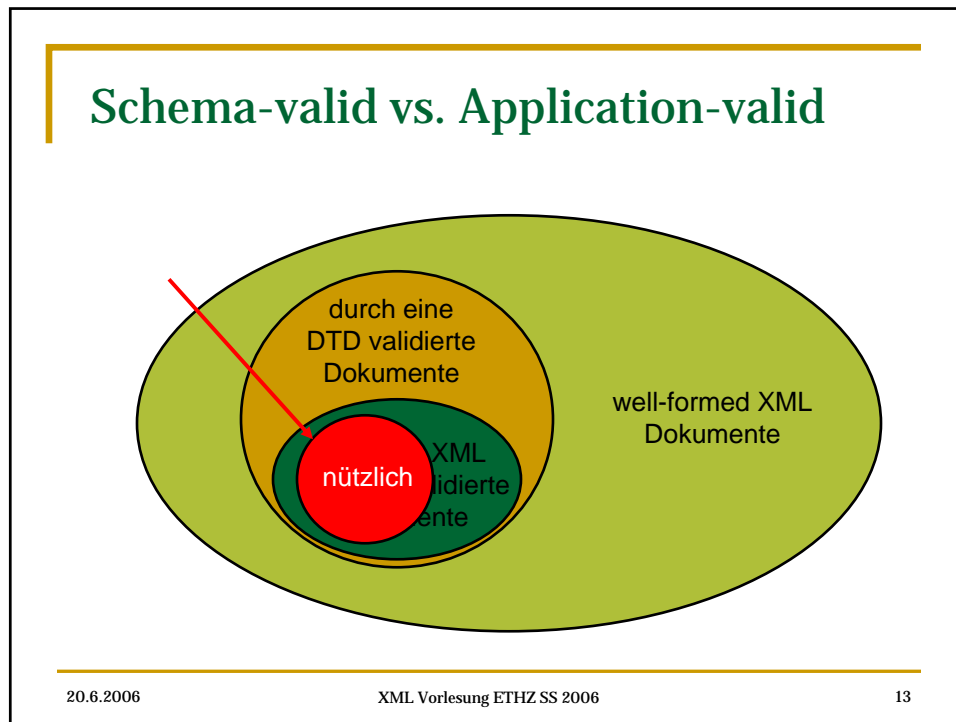 Schema-valid vs. Application-valid
durch eine
DTD validierte
Dokumente
well-formed XML
Dokumente
XML
nützlich
20.6.2006 XML Vorlesung ETHZ SS 2006 13